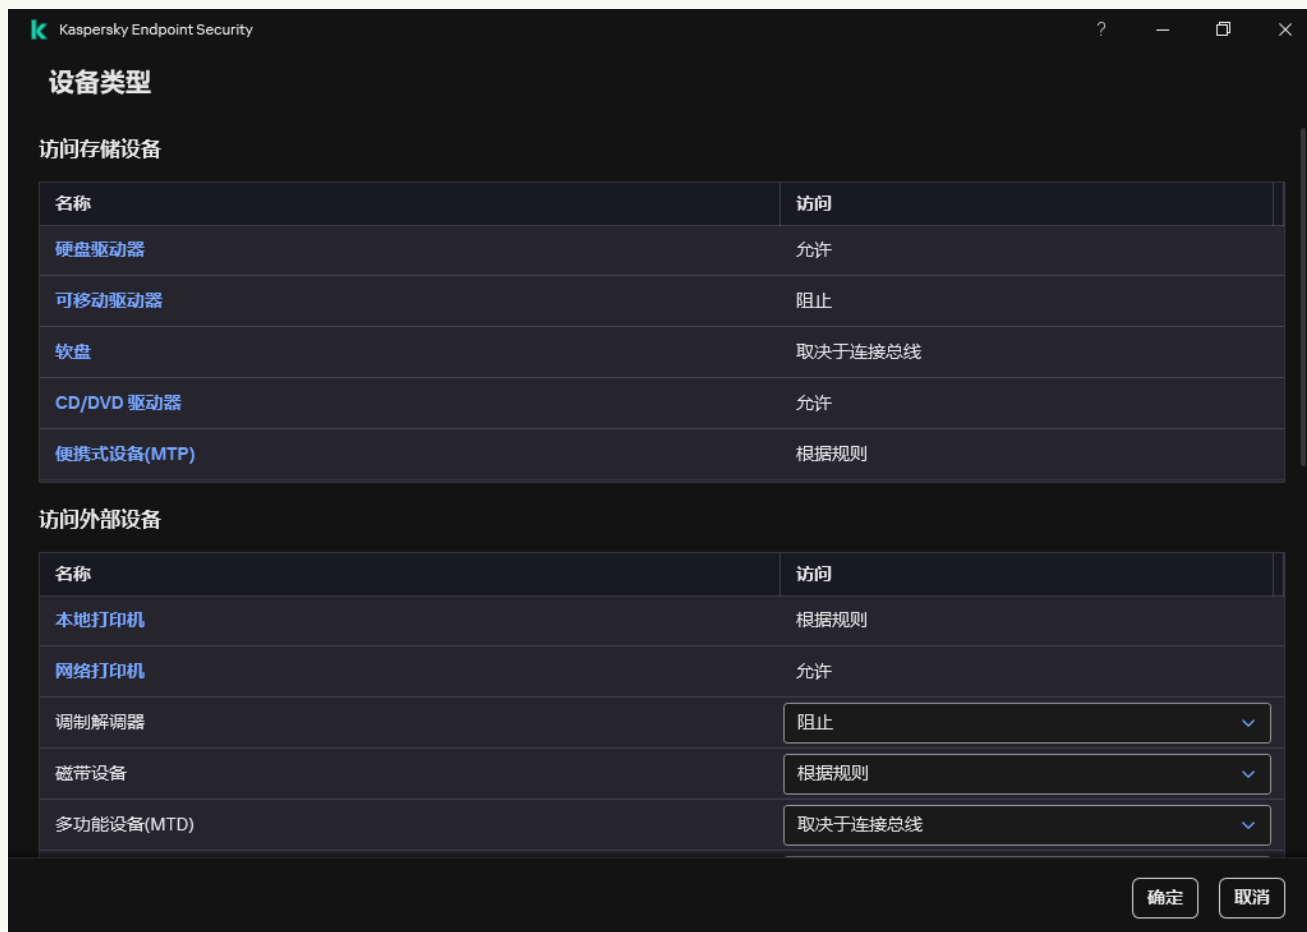 Kaspersky Endpoint Security
设备类型
访问存储设备
名称 访问
硬盘驱动器 允许
可移动驱动器 阻止
软盘 取决于连接总线
CD/DVD 驱动器 允许
便携式设备(MTP) 根据规则
访问外部设备
名称 访问
本地打印机 根据规则
网络打印机 允许
调制解调器 阻止
磁带设备 根据规则
多功能设备(MTD) 取决于连接总线
确定 取消